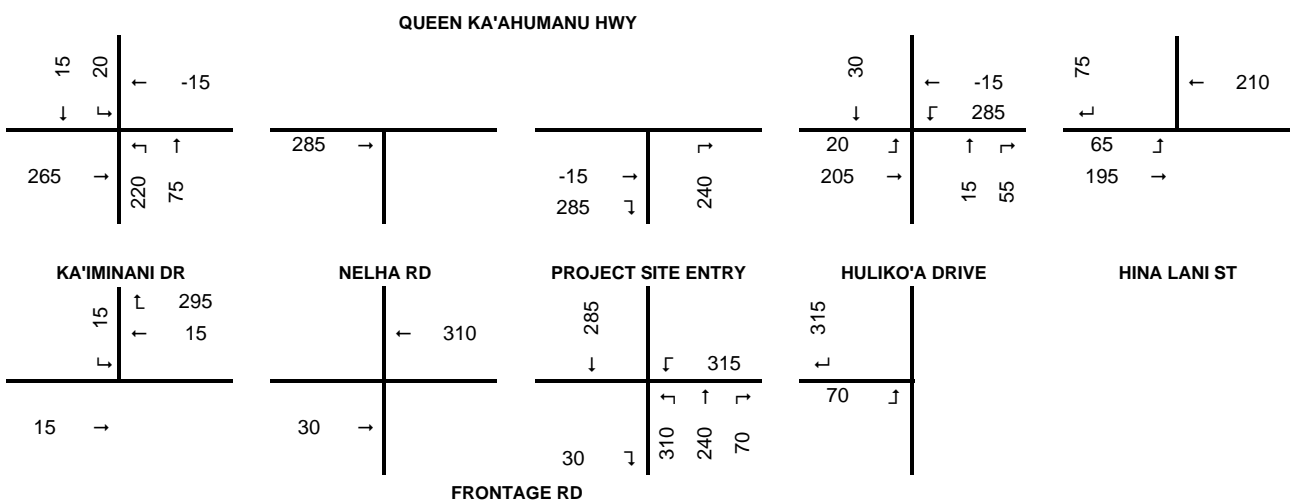 QUEEN KA'AHUMANU HWY
15 20 ← -15
↓ ↱
265 → ↰ ↑
220 75
285 →
-15 → ↱
285 ↴ 240
30 ← -15
↓ ↓ 285
20 ↑ ↑ ↱
205 → 15 55
75 ← 210
↵
65 ↑
195 →
KA'IMINANI DR NELHA RD PROJECT SITE ENTRY HULIKO'A DRIVE HINA LANI ST
15 ↑ 295
← 15
↳
15 →
← 310
30 →
285
↓ ↓ 315
↰ ↑ ↱
30 ↴ 310 240 70
315
↵
70 ↑
FRONTAGE RD